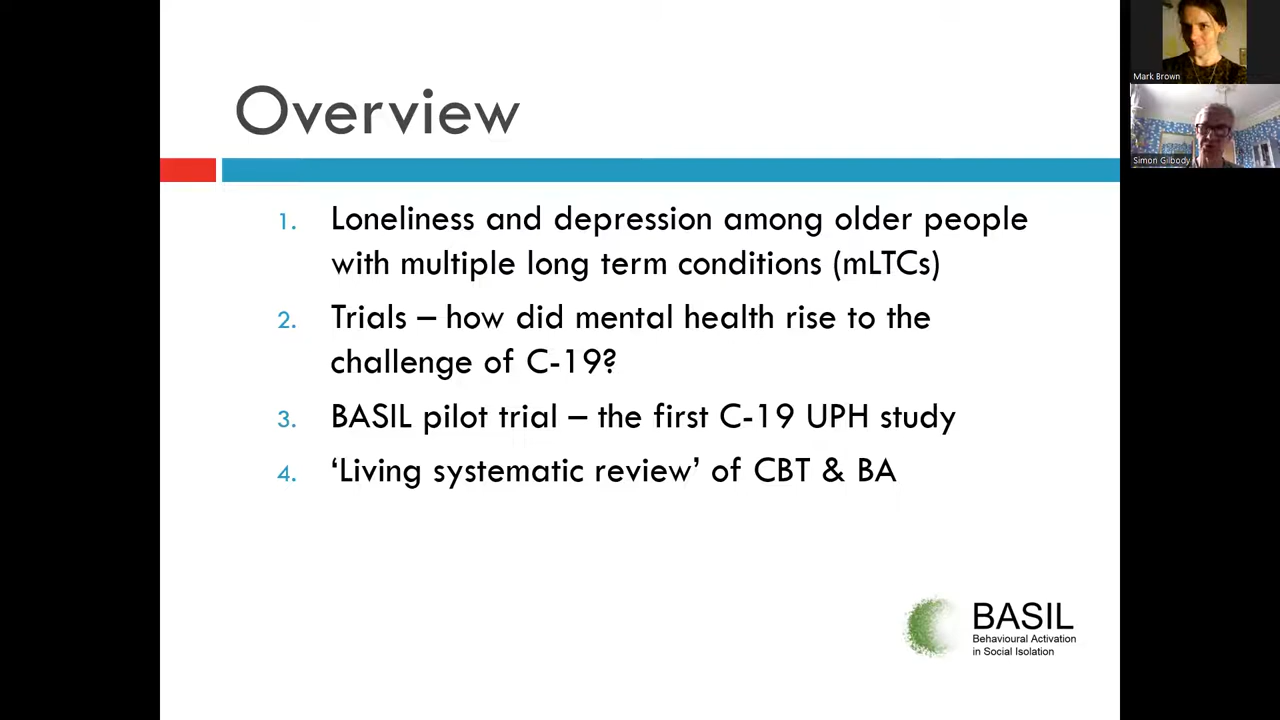 Overview
1. Loneliness and depression among older people
with multiple long term conditions (mLTCs)
2. Trials – how did mental health rise to the
challenge of C-19?
3. BASIL pilot trial – the first C-19 UPH study
4. ‘Living systematic review’ of CBT & BA
BASIL
Behavioural Activation
in Social Isolation
Mark Brown
Simon Gilbody